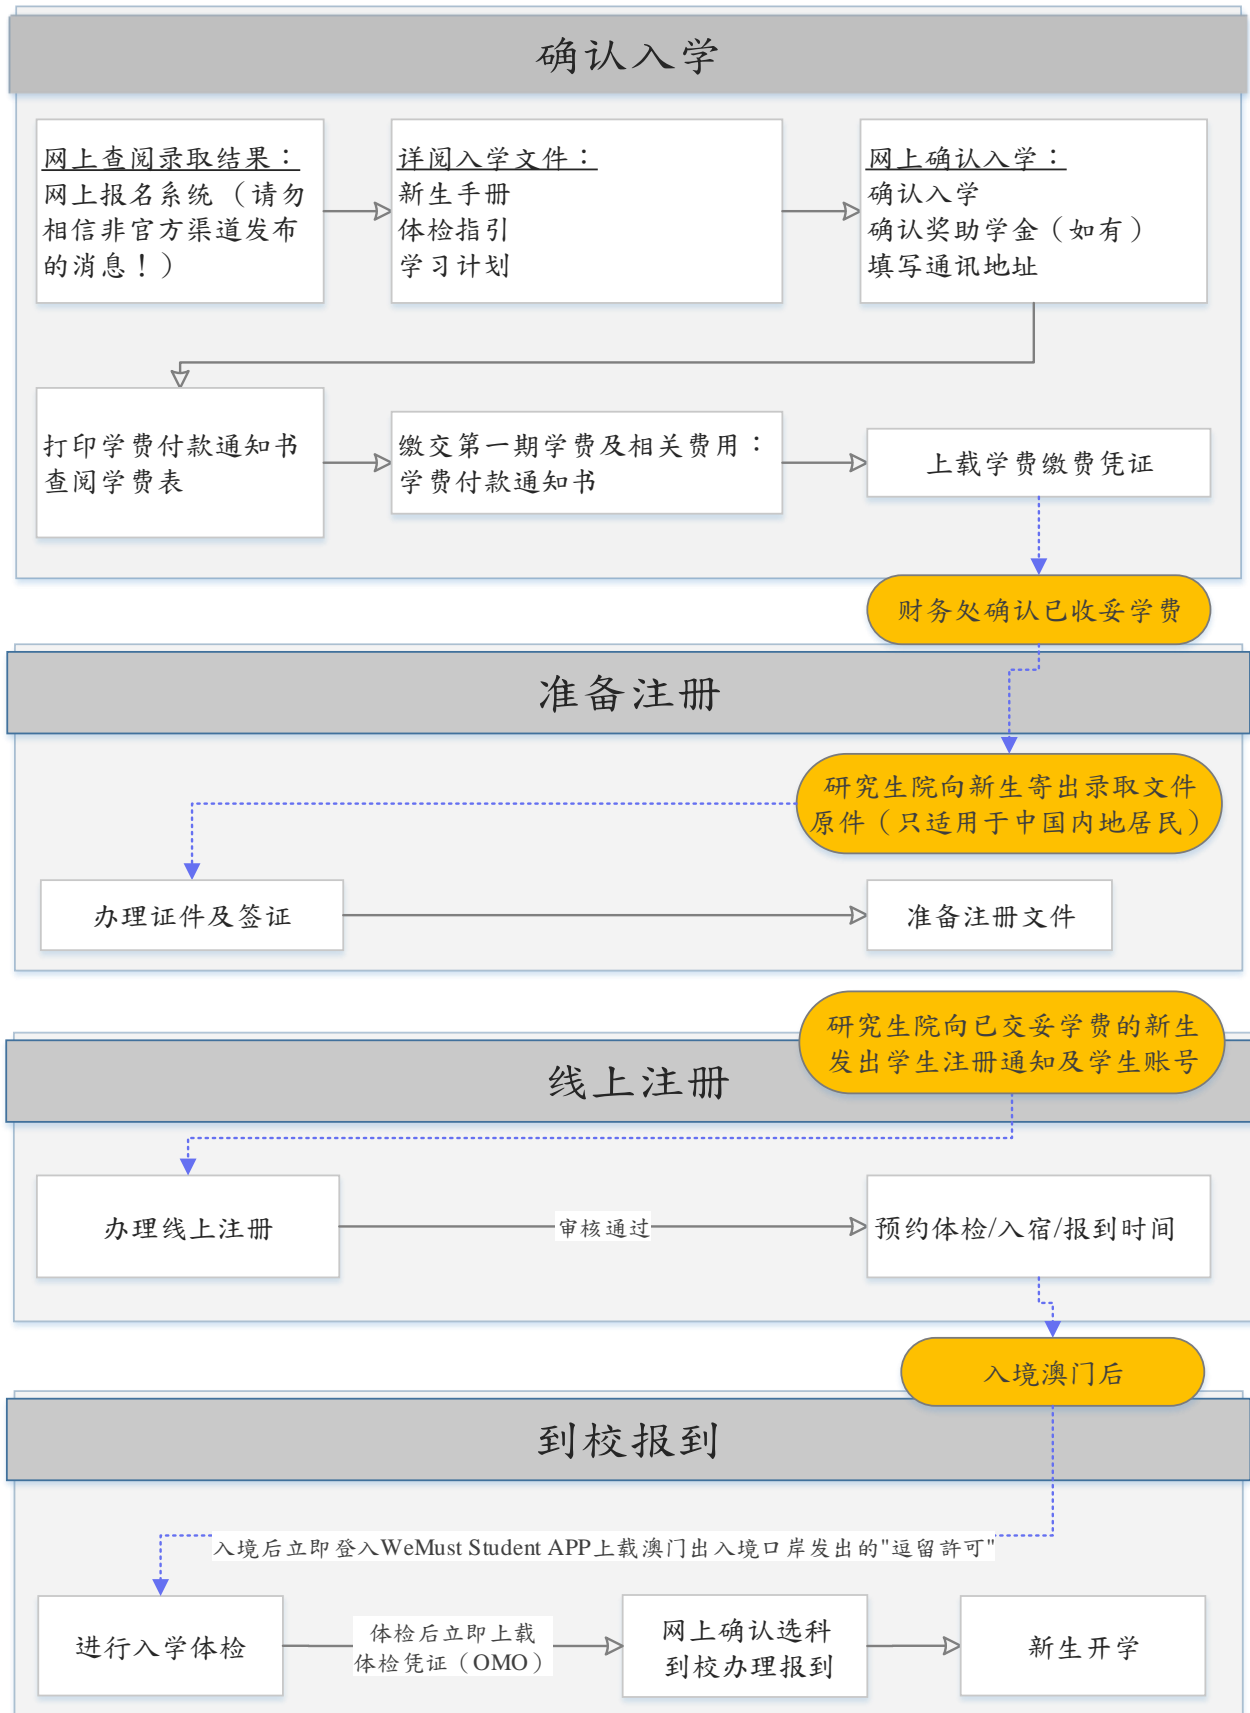 确认入学
网上查阅录取结果：
网上报名系统（请勿
相信非官方渠道发布
的消息！）
详阅入学文件：
新生手册
体检指引
学习计划
网上确认入学：
确认入学
确认奖助学金（如有）
填写通讯地址
打印学费付款通知书
查阅学费表
缴交第一期学费及相关费用：
学费付款通知书
上载学费缴费凭证
财务处确认已收妥学费
准备注册
研究生院向新生寄出录取文件
原件（只适用于中国内地居民）
办理证件及签证
准备注册文件
研究生院向已交妥学费的新生
发出学生注册通知及学生账号
线上注册
办理线上注册
审核通过
预约体检/入宿/报到时间
入境澳门后
到校报到
入境后立即登入WeMust Student APP上载澳门出入境口岸发出的"逗留許可"
进行入学体检
体检后立即上载
体检凭证（OMO）
网上确认选科
到校办理报到
新生开学